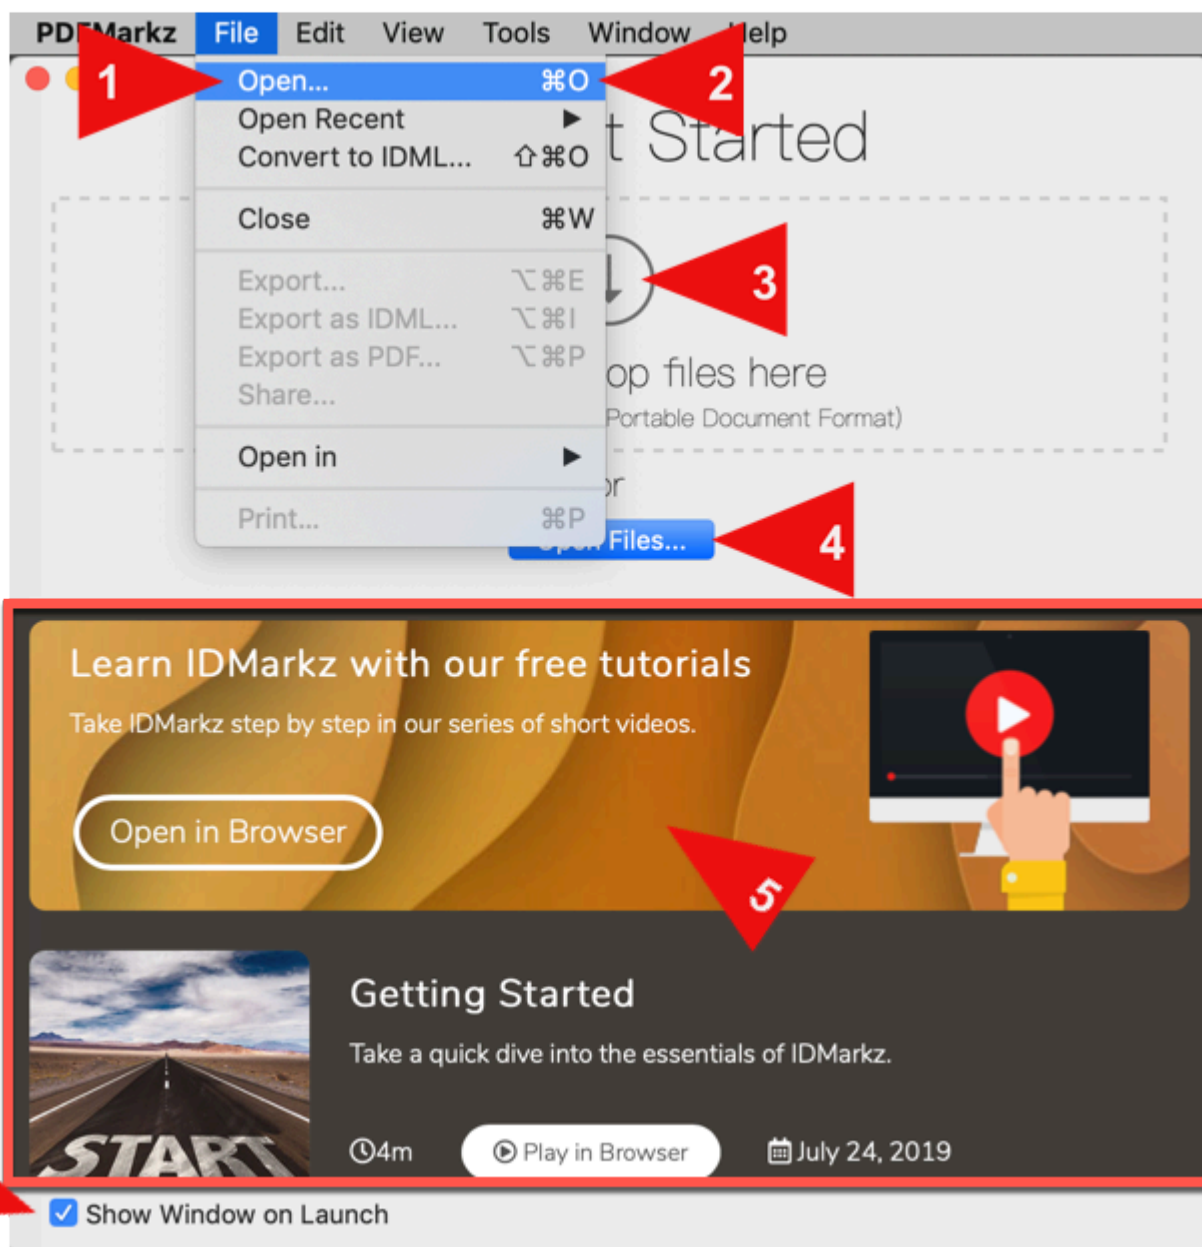 PDFMarkz File Edit View Tools Window Help
1
Open... ⌘O
2
Open Recent ▶
Convert to IDML... ⇧⌘O
t Started
Close ⌘W
Export... ⌥⌘E
3
Export as IDML... ⌥⌘I
Export as PDF... ⌥⌘P
op files here
Share...
Portable Document Format)
Open in ▶
or
Print... ⌘P
Open Files...
4
Learn IDMarkz with our free tutorials
Take IDMarkz step by step in our series of short videos.
Open in Browser
5
Getting Started
Take a quick dive into the essentials of IDMarkz.
START
4m Play in Browser July 24, 2019
Show Window on Launch